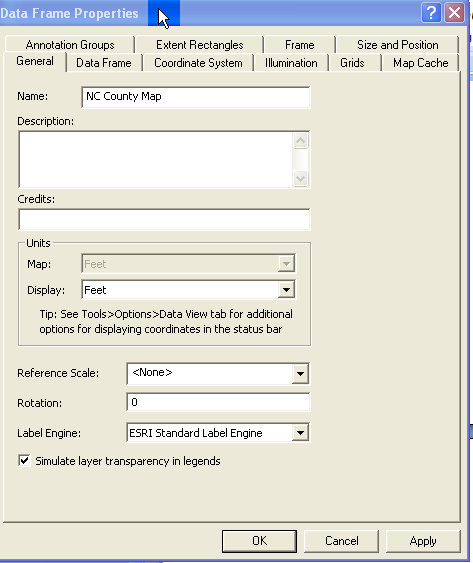 Data Frame Properties
Annotation Groups Extent Rectangles Frame Size and Position
General Data Frame Coordinate System Illumination Grids Map Cache
Name: NC County Map
Description:
Credits:
Units
Map: Feet
Display: Feet
Tip: See Tools>Options>Data View tab for additional
options for displaying coordinates in the status bar
Reference Scale: <None>
Rotation: 0
Label Engine: ESRI Standard Label Engine
Simulate layer transparency in legends
OK Cancel Apply